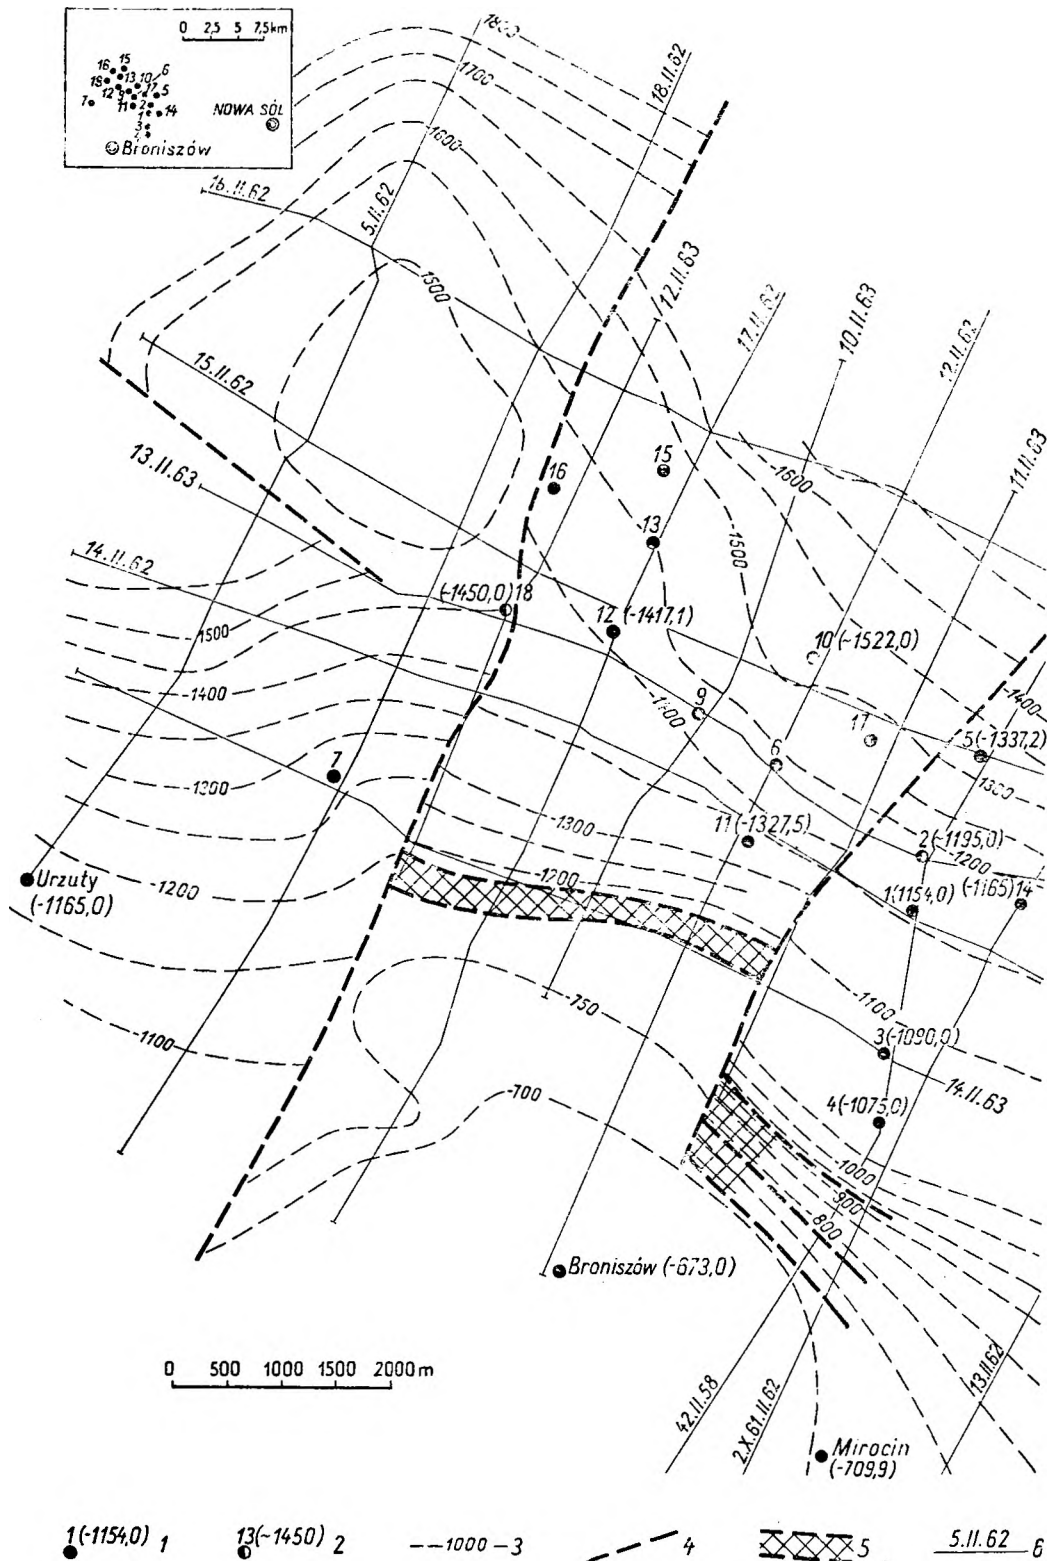 0 2,5 5 7,5km
15
16
6
13 10
18
17 5
12
9
7
11 2 14
1
3
4
NOWA SÓL
Broniszów
1800
1700
1600
18.II.62
16.II.62
5.II.62
1500
12.II.63
17.II.62
10.II.63
12.II.62
15.II.62
11.II.63
13.II.63
16
15
-1600
13
1500
14.II.62
(-1450,0) 18
12 (-1417,1)
10 (-1522,0)
-1500
-1400
-1400
9
17
5 (-1337,2)
6
7
-1300
-1300
-1300
11 (-1327,5)
2 (-1195,0)
-1200
-1200
-1200
Urzuty
(-1165,0)
1 (1154,0)
(-1165) 14
-750
-1100
-1100
3 (-1090,0)
-700
14.II.63
4 (-1075,0)
-1000
-900
800
Broniszów (-673,0)
0 500 1000 1500 2000 m
42.II.58
2.X.61.II.62
13.II.62
Mirocin
(-709,9)
1 (-1154,0) 1
13 (-1450) 2
-1000 3
4
5
5.II.62 6